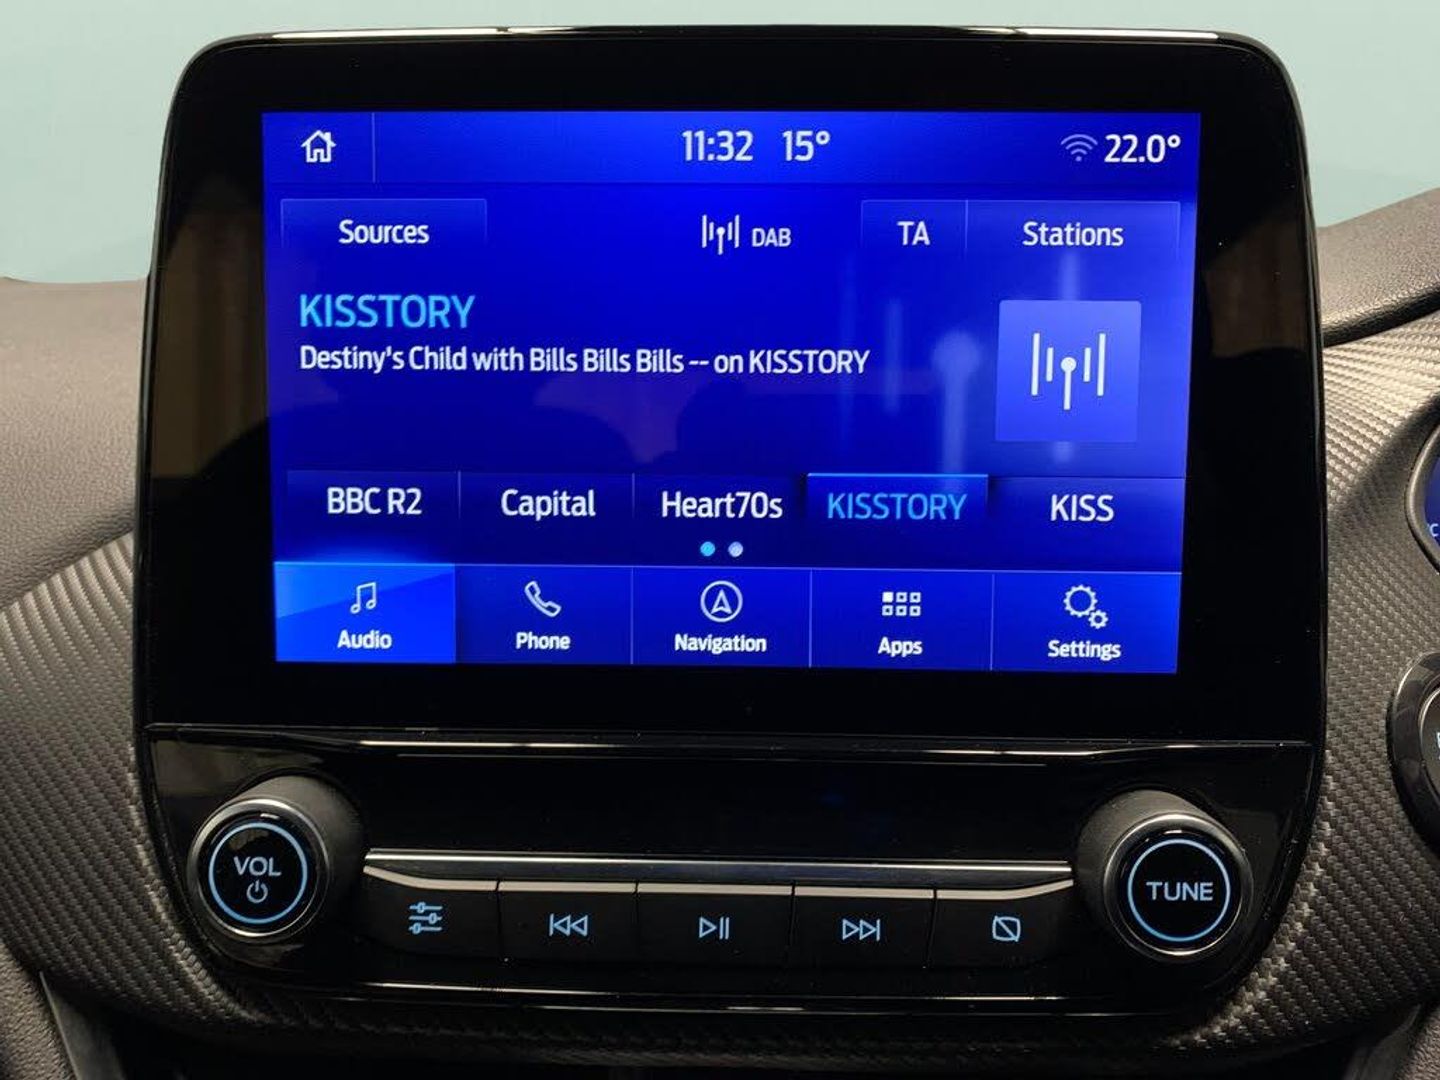 11:32 15° 22.0°
Sources DAB TA Stations
KISSTORY
Destiny's Child with Bills Bills Bills -- on KISSTORY
BBC R2 Capital Heart70s KISSTORY KISS
Audio Phone Navigation Apps Settings
VOL
TUNE